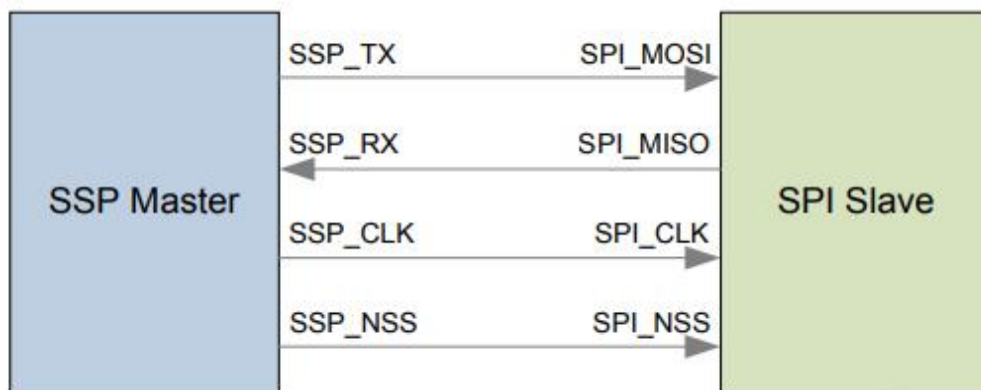 SSP_TX SPI_MOSI
SSP_RX SPI_MISO
SSP Master SPI Slave
SSP_CLK SPI_CLK
SSP_NSS SPI_NSS